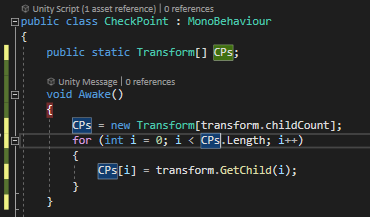 Unity Script (1 asset reference) | 0 references
public class CheckPoint : MonoBehaviour
{
public static Transform[] CPs;
Unity Message | 0 references
void Awake()
{
CPs = new Transform[transform.childCount];
for (int i = 0; i < CPs.Length; i++)
{
CPs[i] = transform.GetChild(i);
}
}